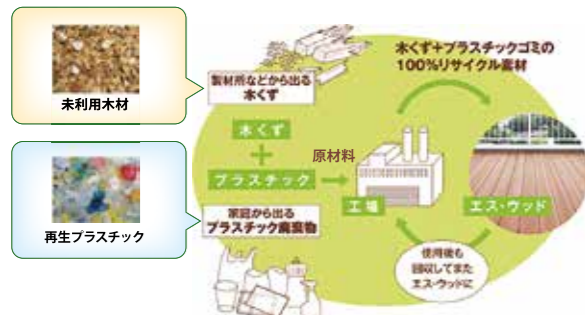 未利用木材
再生プラスチック
製材所などから出る
木くず
木くず
+
プラスチック
家庭から出る
プラスチック廃棄物
原材料
工場
木くず+プラスチックゴミの
100%リサイクル素材
エス・ウッド
使用後も
回収してまた
エス・ウッドに